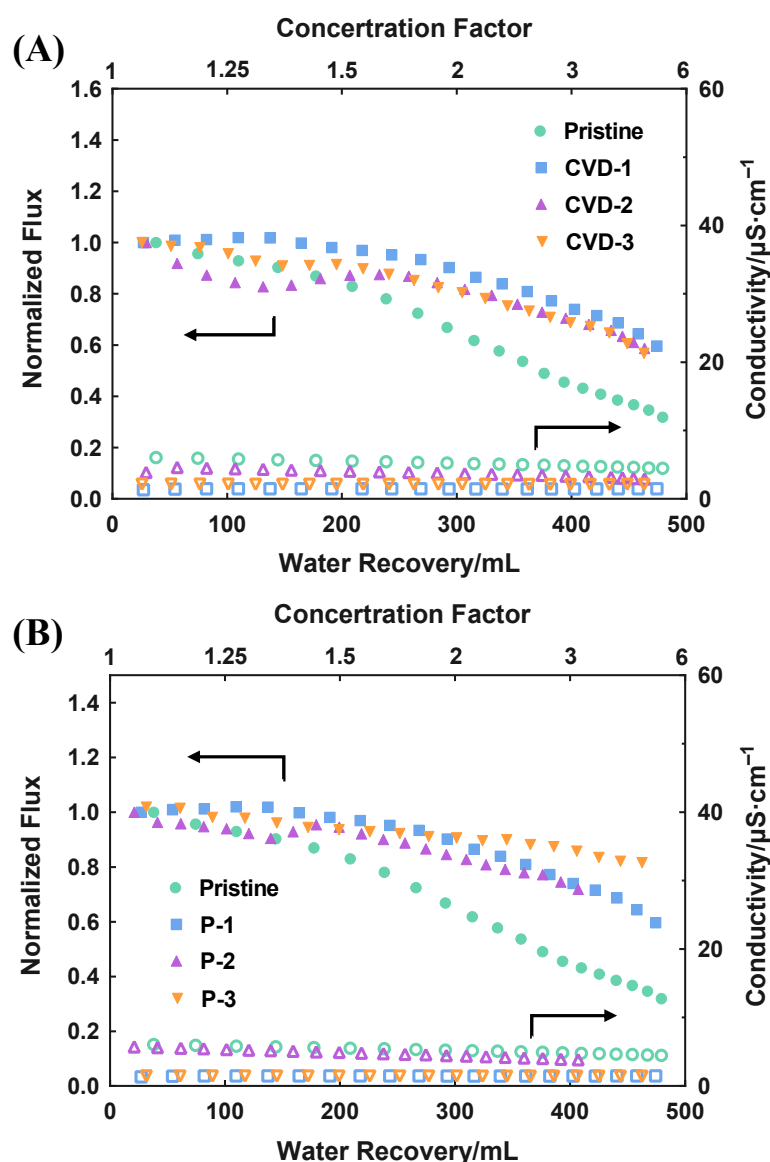 Concertration Factor
(A)
1 1.25 1.5 2 3 6
1.6 60
1.4
1.2
1.0 40
0.8
0.6
0.4 20
0.2
0.0 0
Normalized Flux
Conductivity/µS·cm⁻¹
Pristine
CVD-1
CVD-2
CVD-3
0 100 200 300 400 500
Water Recovery/mL
Concertration Factor
(B)
1 1.25 1.5 2 3 6
60
1.4
1.2
1.0 40
0.8
0.6
0.4 20
0.2
0.0 0
Normalized Flux
Conductivity/µS·cm⁻¹
Pristine
P-1
P-2
P-3
0 100 200 300 400 500
Water Recovery/mL